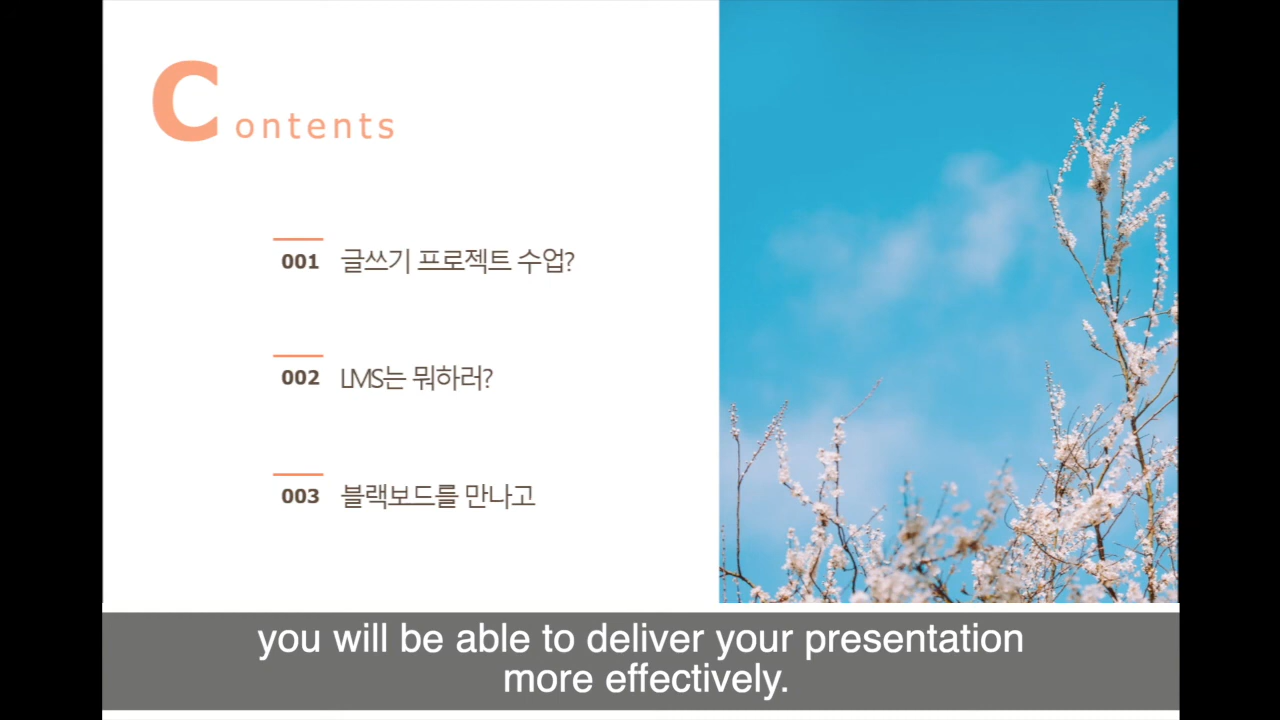 Contents
001 글쓰기 프로젝트 수업?
002 LMS는 뭐하러?
003 블랙보드를 만나고
you will be able to deliver your presentation
more effectively.